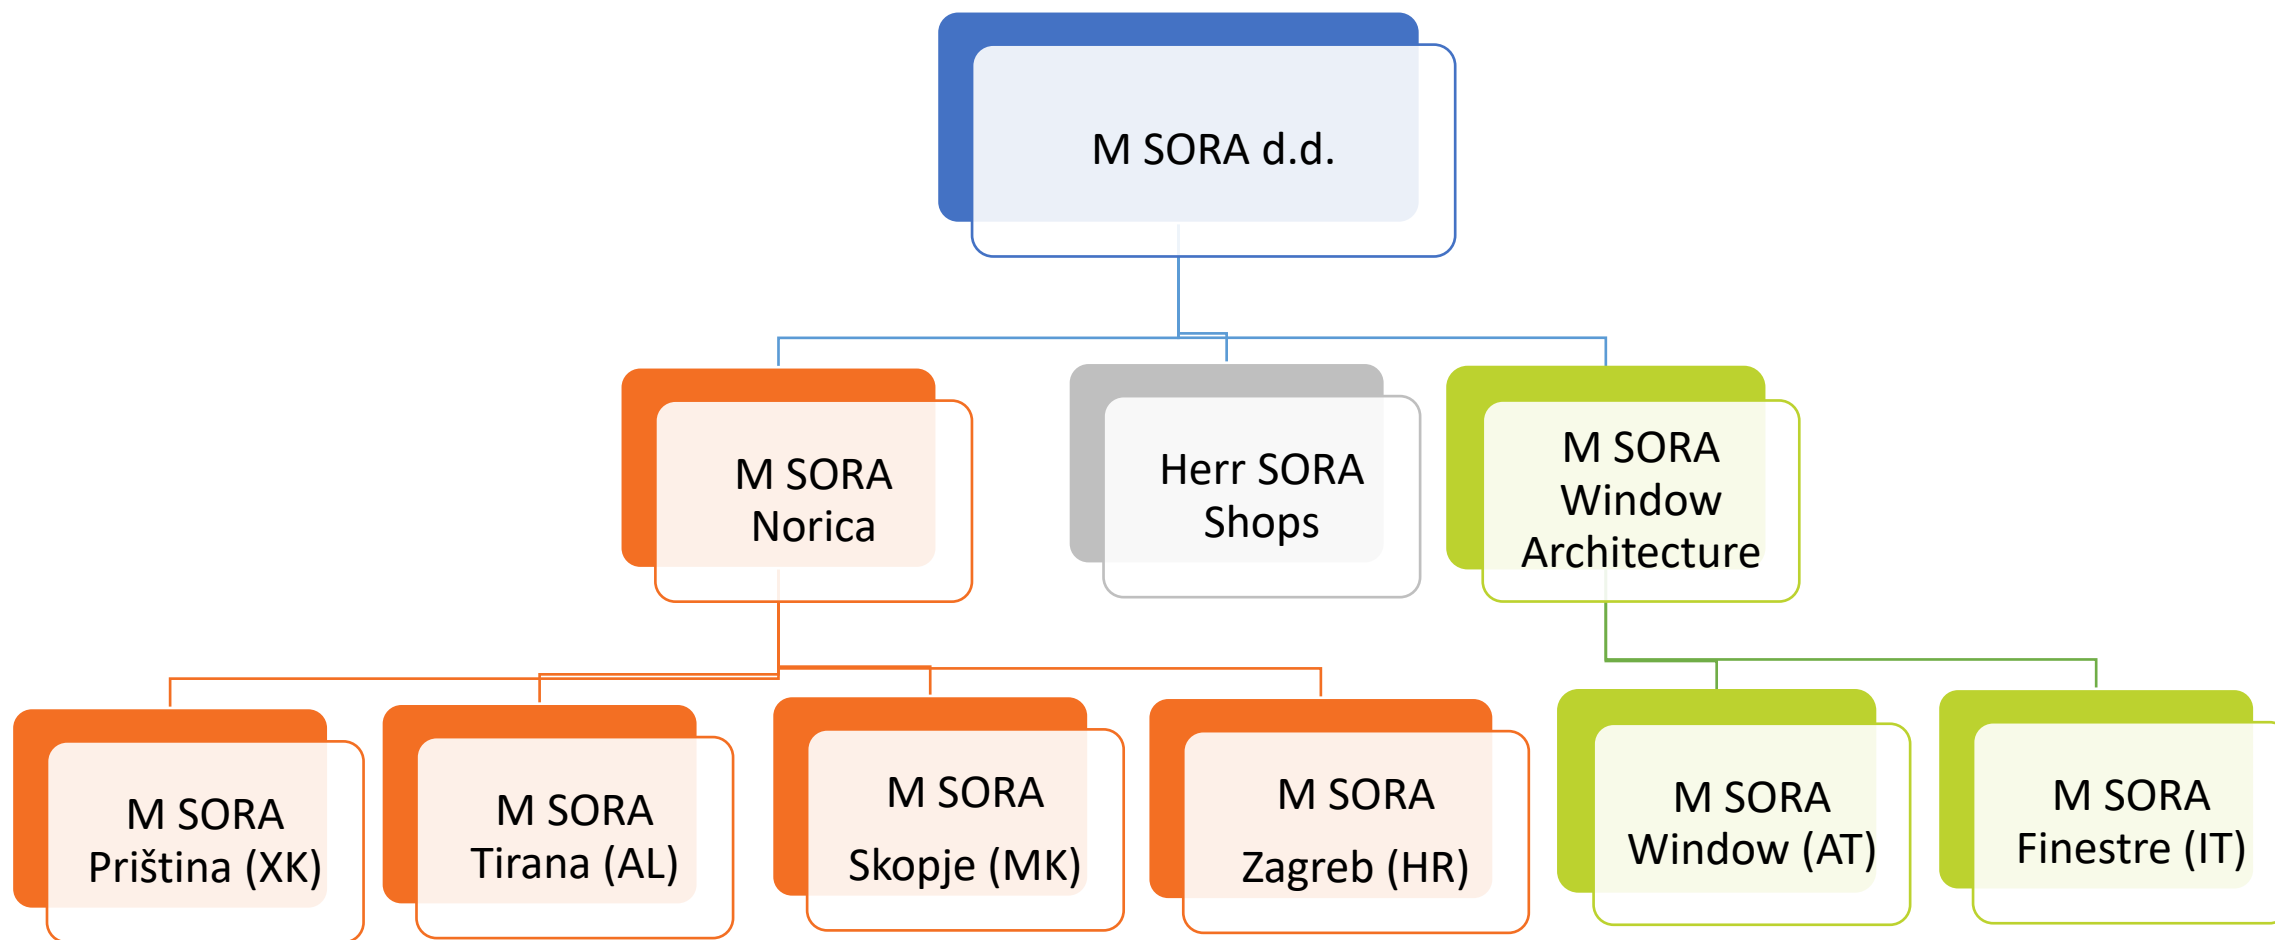 M SORA d.d.
M SORA
Norica
Herr SORA
Shops
M SORA
Window
Architecture
M SORA
Priština (XK)
M SORA
Tirana (AL)
M SORA
Skopje (MK)
M SORA
Zagreb (HR)
M SORA
Window (AT)
M SORA
Finestre (IT)